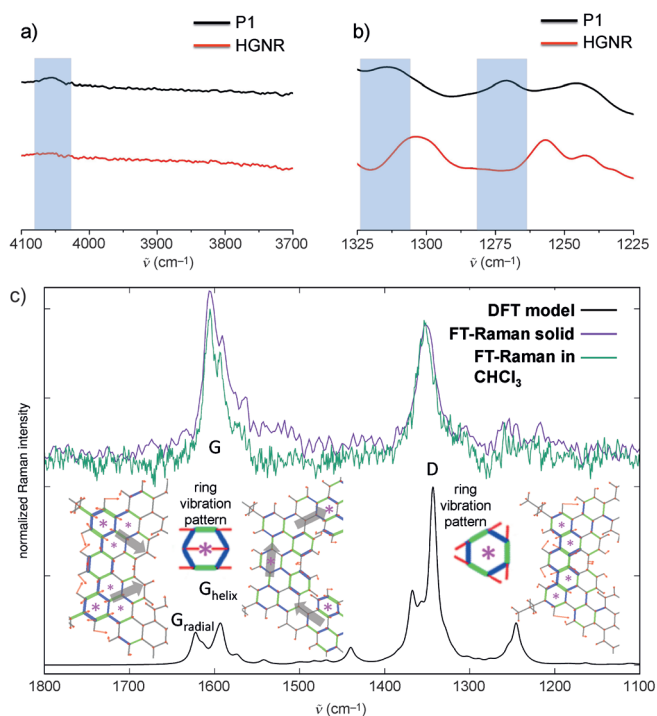 a)
P1
HGNR
4100 4000 3900 3800 3700
ṽ (cm⁻¹)
b)
P1
HGNR
1325 1300 1275 1250 1225
ṽ (cm⁻¹)
c)
normalized Raman intensity
DFT model
FT-Raman solid
FT-Raman in
CHCl₃
G
D
ring
vibration
pattern
*
ring
vibration
pattern
*
G_helix
G_radial
1800 1700 1600 1500 1400 1300 1200 1100
ṽ (cm⁻¹)